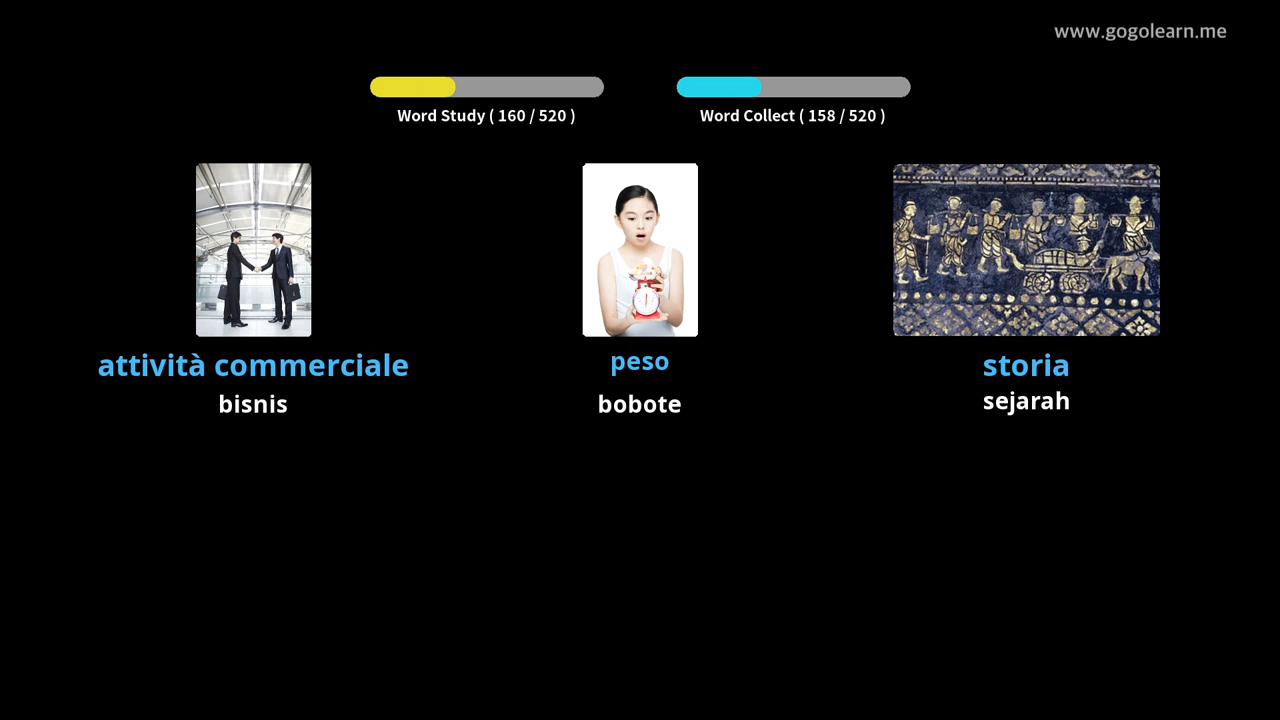 www.gogolearn.me
Word Study ( 160 / 520 )
Word Collect ( 158 / 520 )
attività commerciale
bisnis
peso
bobote
storia
sejarah